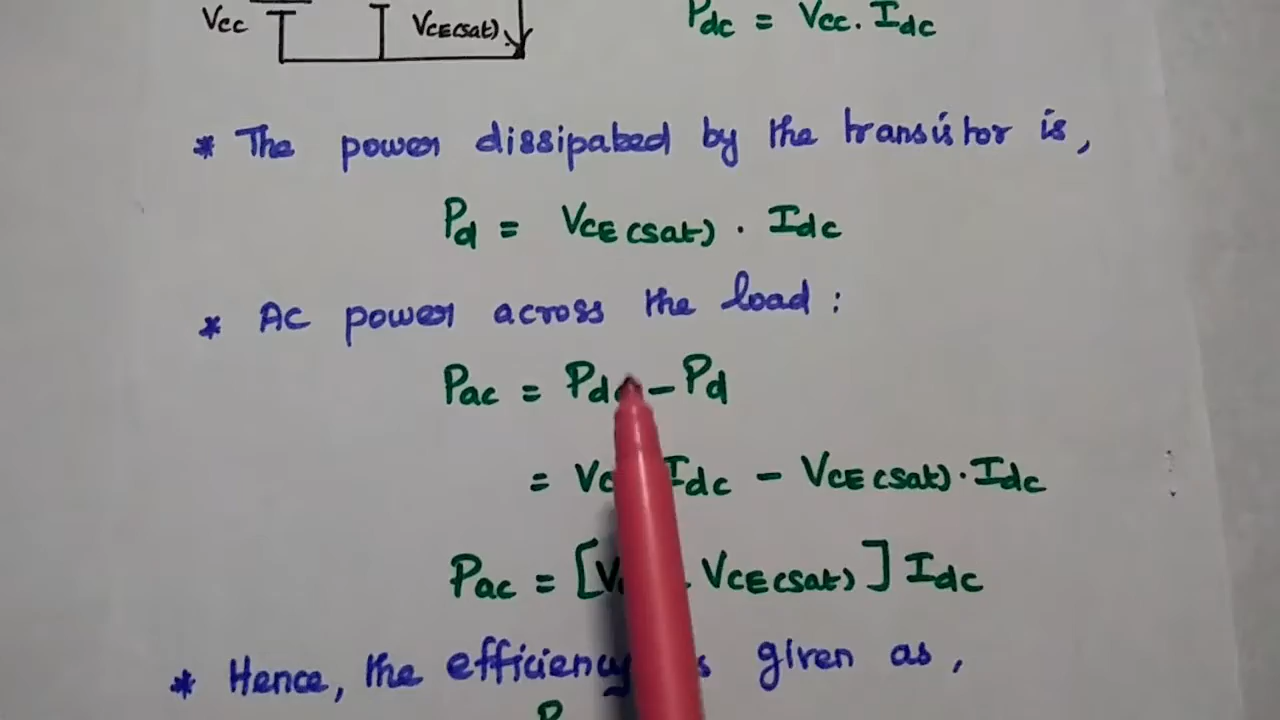 Vcc VCE(sat) Pdc = Vcc. Idc
* The power dissipated by the transistor is,
Pd = VCE(sat) . Idc
* Ac power across the load :
Pac = Pd - Pd
= Vc Idc - VCE(sat) . Idc
Pac = [V VCE(sat)] Idc
* Hence, the efficiency given as,
P